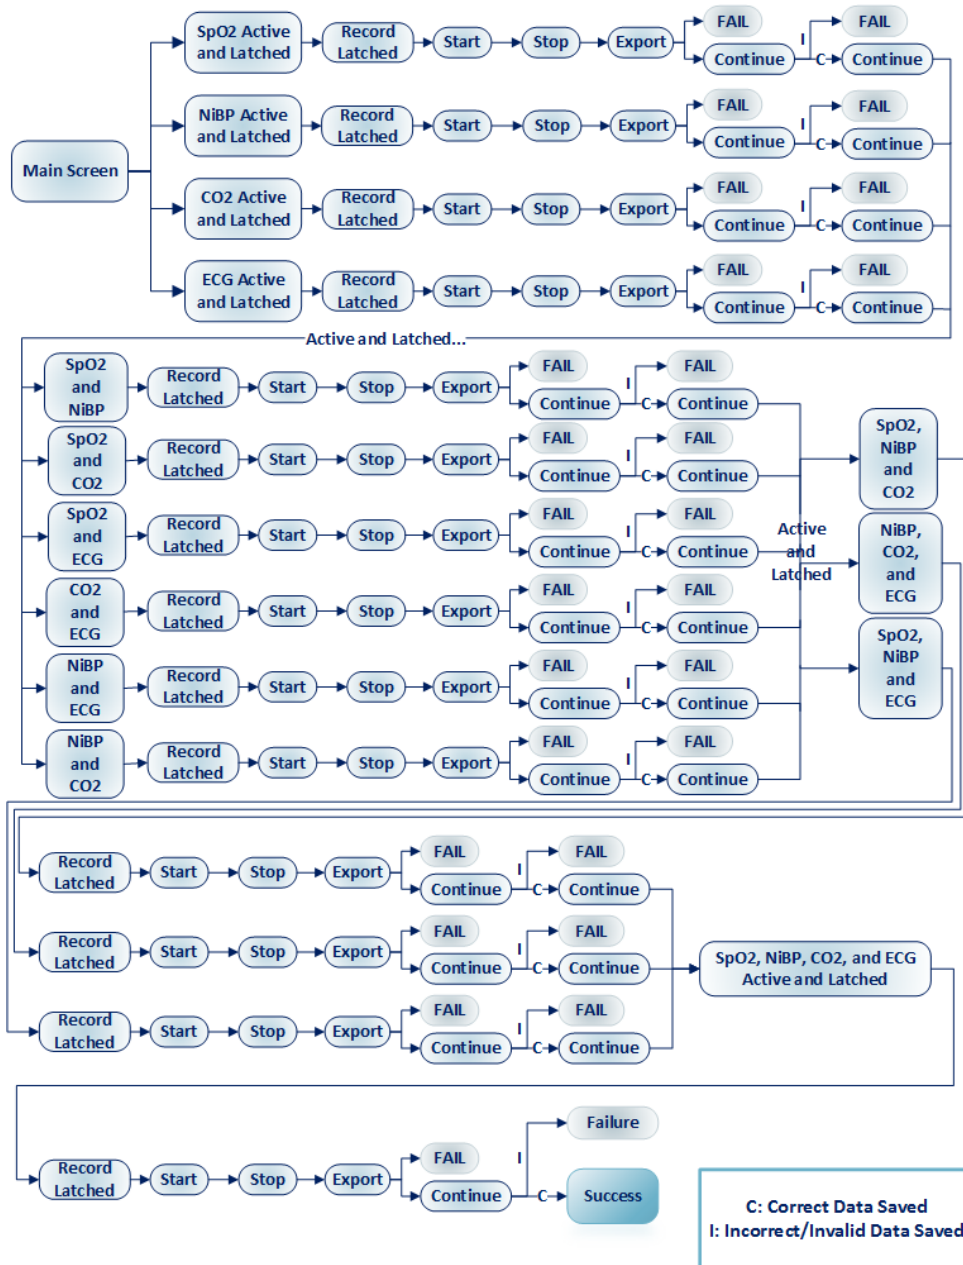 Main Screen
SpO2 Active
and Latched
Record
Latched
Start
Stop
Export
FAIL
Continue
I
C
FAIL
Continue
NiBP Active
and Latched
Record
Latched
Start
Stop
Export
FAIL
Continue
I
C
FAIL
Continue
CO2 Active
and Latched
Record
Latched
Start
Stop
Export
FAIL
Continue
I
C
FAIL
Continue
ECG Active
and Latched
Record
Latched
Start
Stop
Export
FAIL
Continue
I
C
FAIL
Continue
Active and Latched...
SpO2
and
NiBP
Record
Latched
Start
Stop
Export
FAIL
Continue
I
C
FAIL
Continue
SpO2
and
CO2
Record
Latched
Start
Stop
Export
FAIL
Continue
I
C
FAIL
Continue
SpO2
and
ECG
Record
Latched
Start
Stop
Export
FAIL
Continue
I
C
FAIL
Continue
CO2
and
ECG
Record
Latched
Start
Stop
Export
FAIL
Continue
I
C
FAIL
Continue
NiBP
and
ECG
Record
Latched
Start
Stop
Export
FAIL
Continue
I
C
FAIL
Continue
NiBP
and
CO2
Record
Latched
Start
Stop
Export
FAIL
Continue
I
C
FAIL
Continue
Active
and
Latched
SpO2,
NiBP
and
CO2
NiBP,
CO2,
and
ECG
SpO2,
NiBP
and
ECG
Record
Latched
Start
Stop
Export
FAIL
Continue
I
C
FAIL
Continue
Record
Latched
Start
Stop
Export
FAIL
Continue
I
C
FAIL
Continue
Record
Latched
Start
Stop
Export
FAIL
Continue
I
C
FAIL
Continue
SpO2, NiBP, CO2, and ECG
Active and Latched
Record
Latched
Start
Stop
Export
FAIL
Continue
I
C
Failure
Success
C: Correct Data Saved
I: Incorrect/Invalid Data Saved